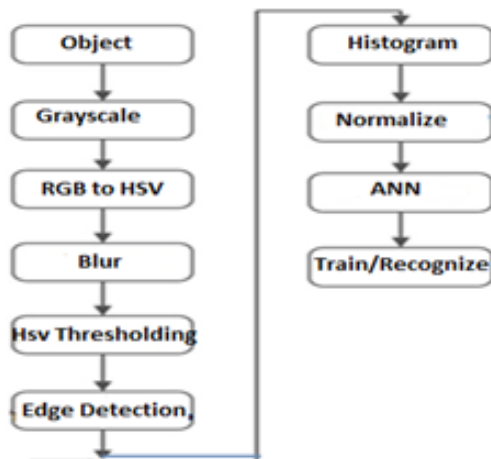 Object
Grayscale
RGB to HSV
Blur
Hsv Thresholding
Edge Detection
Histogram
Normalize
ANN
Train/Recognize